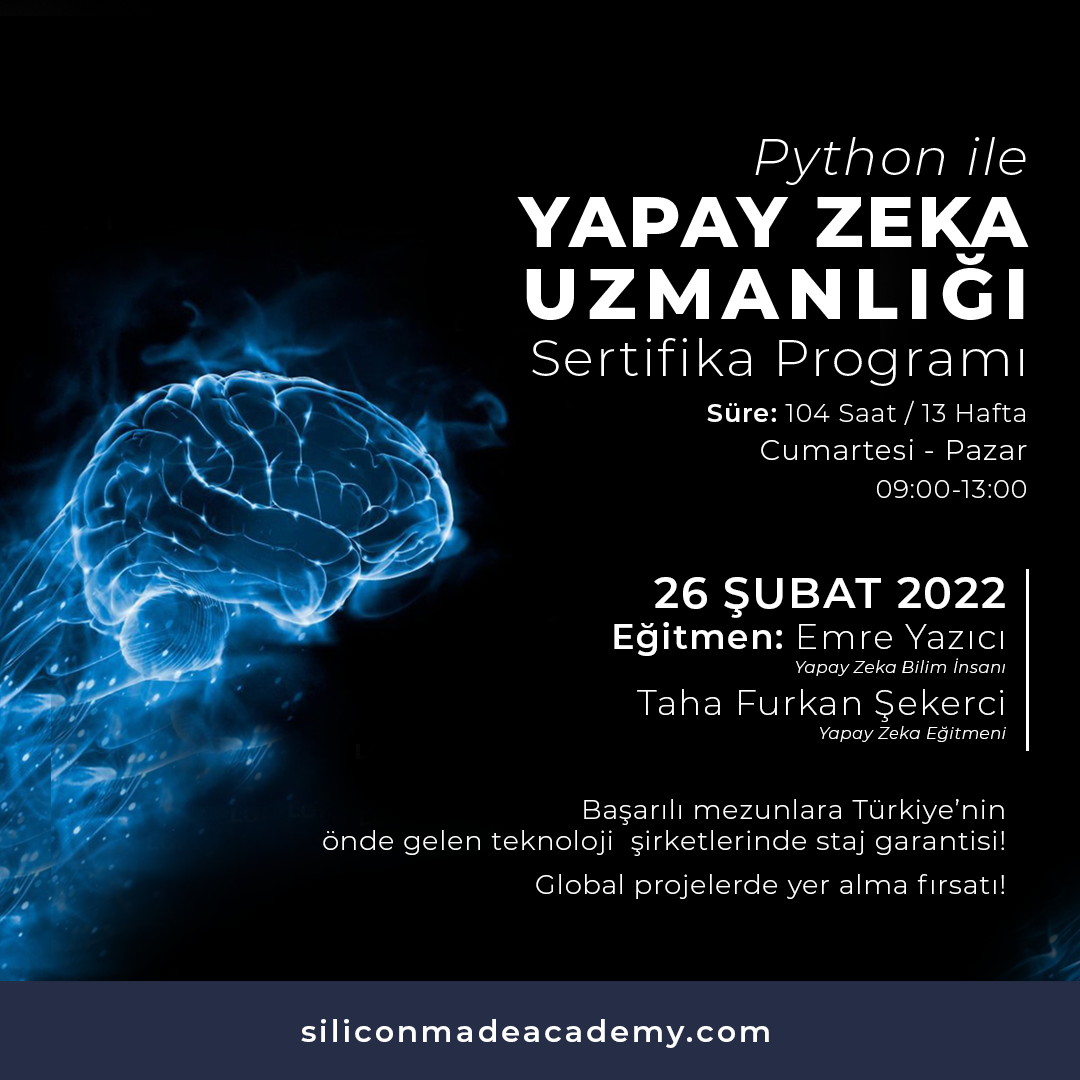 Python ile
YAPAY ZEKA
UZMANLIĞI
Sertifika Programı
Süre: 104 Saat / 13 Hafta
Cumartesi - Pazar
09:00-13:00
26 ŞUBAT 2022
Eğitmen: Emre Yazıcı
Yapay Zeka Bilim İnsanı
Taha Furkan Şekerci
Yapay Zeka Eğitmeni
Başarılı mezunlara Türkiye’nin
önde gelen teknoloji  şirketlerinde staj garantisi!
Global projelerde yer alma fırsatı!
siliconmadeacademy.com